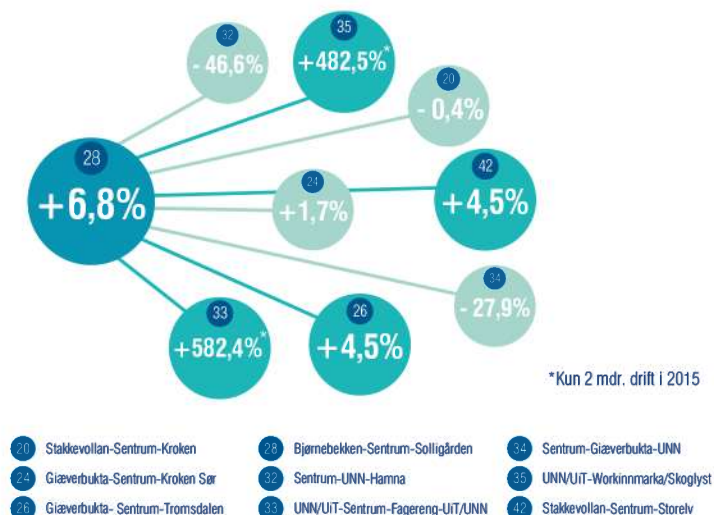 32
- 46,6%
35
+482,5%*
20
- 0,4%
28
+6,8%
24
+1,7%
42
+4,5%
34
- 27,9%
33
+582,4%*
26
+4,5%
*Kun 2 mdr. drift i 2015
20 Stakkevollan-Sentrum-Kroken
24 Giæverbukta-Sentrum-Kroken Sør
26 Giæverbukta- Sentrum-Tromsdalen
28 Bjørnebekken-Sentrum-Solligården
32 Sentrum-UNN-Hamna
33 UNN/UiT-Sentrum-Fagereng-UiT/UNN
34 Sentrum-Giæverbukta-UNN
35 UNN/UiT-Workinnmarka/Skoglyst
42 Stakkevollan-Sentrum-Storelv